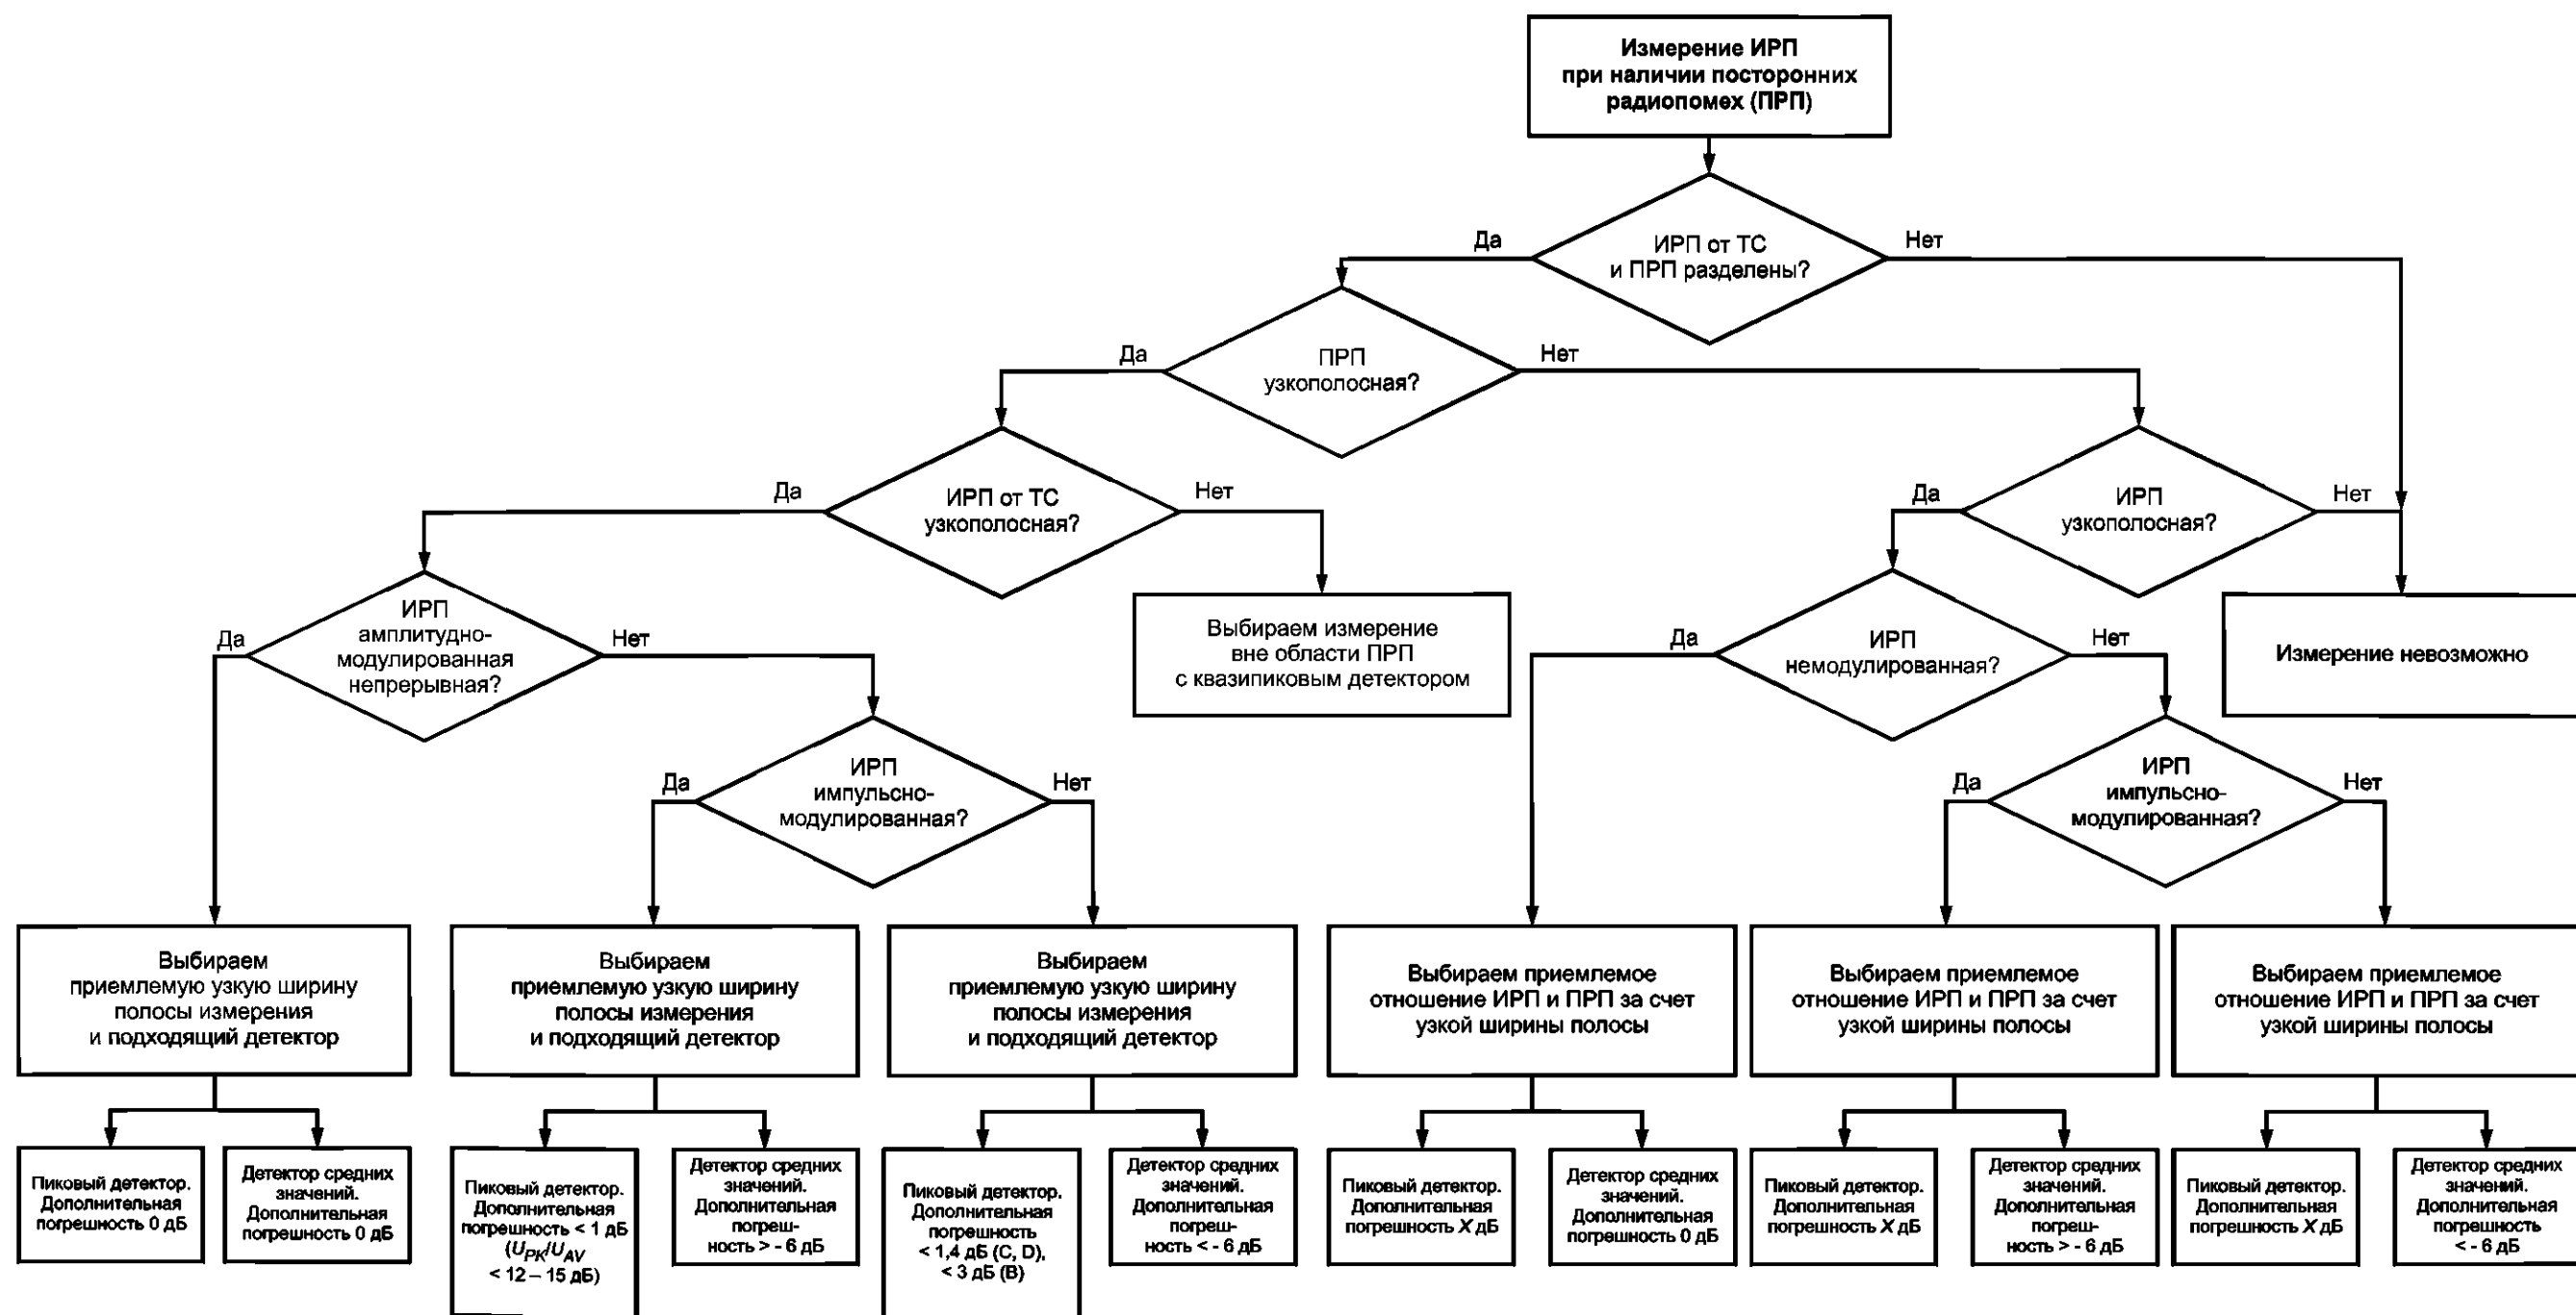 Измерение ИРП
при наличии посторонних
радиопомех (ПРП)
Да
ИРП от ТС
и ПРП разделены?
Нет
Да
ПРП
узкополосная?
Нет
Да
ИРП от ТС
узкополосная?
Нет
Да
ИРП
узкополосная?
Нет
Да
ИРП
амплитудно-
модулированная
непрерывная?
Нет
Выбираем измерение
вне области ПРП
с квазипиковым детектором
Да
ИРП
немодулированная?
Нет
Измерение невозможно
Да
ИРП
импульсно-
модулированная?
Нет
Да
ИРП
импульсно-
модулированная?
Нет
Выбираем
приемлемую узкую ширину
полосы измерения
и подходящий детектор
Выбираем
приемлемую узкую ширину
полосы измерения
и подходящий детектор
Выбираем
приемлемую узкую ширину
полосы измерения
и подходящий детектор
Выбираем приемлемое
отношение ИРП и ПРП за счет
узкой ширины полосы
Выбираем приемлемое
отношение ИРП и ПРП за счет
узкой ширины полосы
Выбираем приемлемое
отношение ИРП и ПРП за счет
узкой ширины полосы
Пиковый детектор.
Дополнительная
погрешность 0 дБ
Детектор средних
значений.
Дополнительная
погрешность 0 дБ
Пиковый детектор.
Дополнительная
погрешность < 1 дБ
(U_PK/U_AV
< 12 – 15 дБ)
Детектор средних
значений.
Дополнительная
погреш-
ность > - 6 дБ
Пиковый детектор.
Дополнительная
погрешность
< 1,4 дБ (C, D),
< 3 дБ (B)
Детектор средних
значений.
Дополнительная
погреш-
ность < - 6 дБ
Пиковый детектор.
Дополнительная
погрешность X дБ
Детектор средних
значений.
Дополнительная
погрешность 0 дБ
Пиковый детектор.
Дополнительная
погрешность X дБ
Детектор средних
значений.
Дополнительная
погреш-
ность > - 6 дБ
Пиковый детектор.
Дополнительная
погрешность X дБ
Детектор средних
значений.
Дополнительная
погрешность
< - 6 дБ